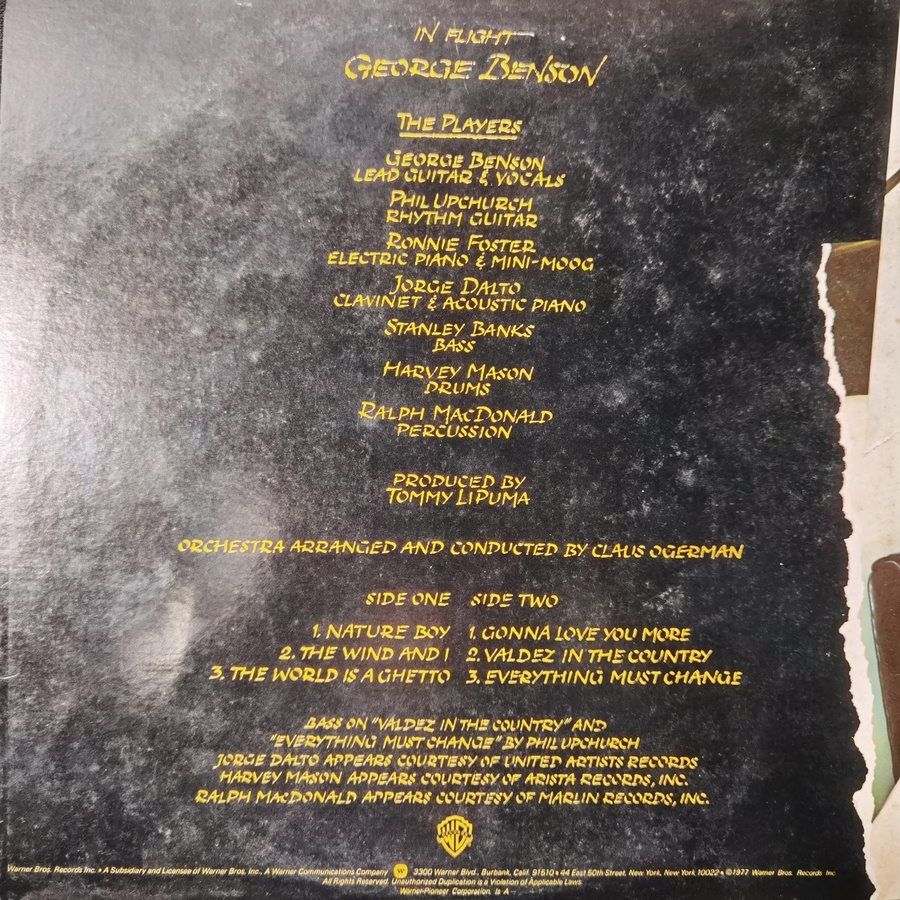 IN FLIGHT
GEORGE BENSON
THE PLAYERS
GEORGE BENSON
LEAD GUITAR & VOCALS
PHIL UPCHURCH
RHYTHM GUITAR
RONNIE FOSTER
ELECTRIC PIANO & MINI-MOOG
JORGE DALTO
CLAVINET & ACOUSTIC PIANO
STANLEY BANKS
BASS
HARVEY MASON
DRUMS
RALPH MACDONALD
PERCUSSION
PRODUCED BY
TOMMY LIPUMA
ORCHESTRA ARRANGED AND CONDUCTED BY CLAUS OGERMAN
SIDE ONE
1. NATURE BOY
2. THE WIND AND I
3. THE WORLD IS A GHETTO
SIDE TWO
1. GONNA LOVE YOU MORE
2. VALDEZ IN THE COUNTRY
3. EVERYTHING MUST CHANGE
BASS ON "VALDEZ IN THE COUNTRY" AND
"EVERYTHING MUST CHANGE" BY PHIL UPCHURCH
JORGE DALTO APPEARS COURTESY OF UNITED ARTISTS RECORDS
HARVEY MASON APPEARS COURTESY OF ARISTA RECORDS, INC.
RALPH MACDONALD APPEARS COURTESY OF MARLIN RECORDS, INC.
Warner Bros. Records Inc. • A Subsidiary and Licensee of Warner Bros. Inc., A Warner Communications Company W 3300 Warner Blvd., Burbank, Calif. 91510 • 44 East 50th Street, New York, New York 10022 • ©1977 Warner Bros. Records Inc.
All Rights Reserved. Unauthorized Duplication is a Violation of Applicable Laws
Warner-Pioneer Corporation, Is A